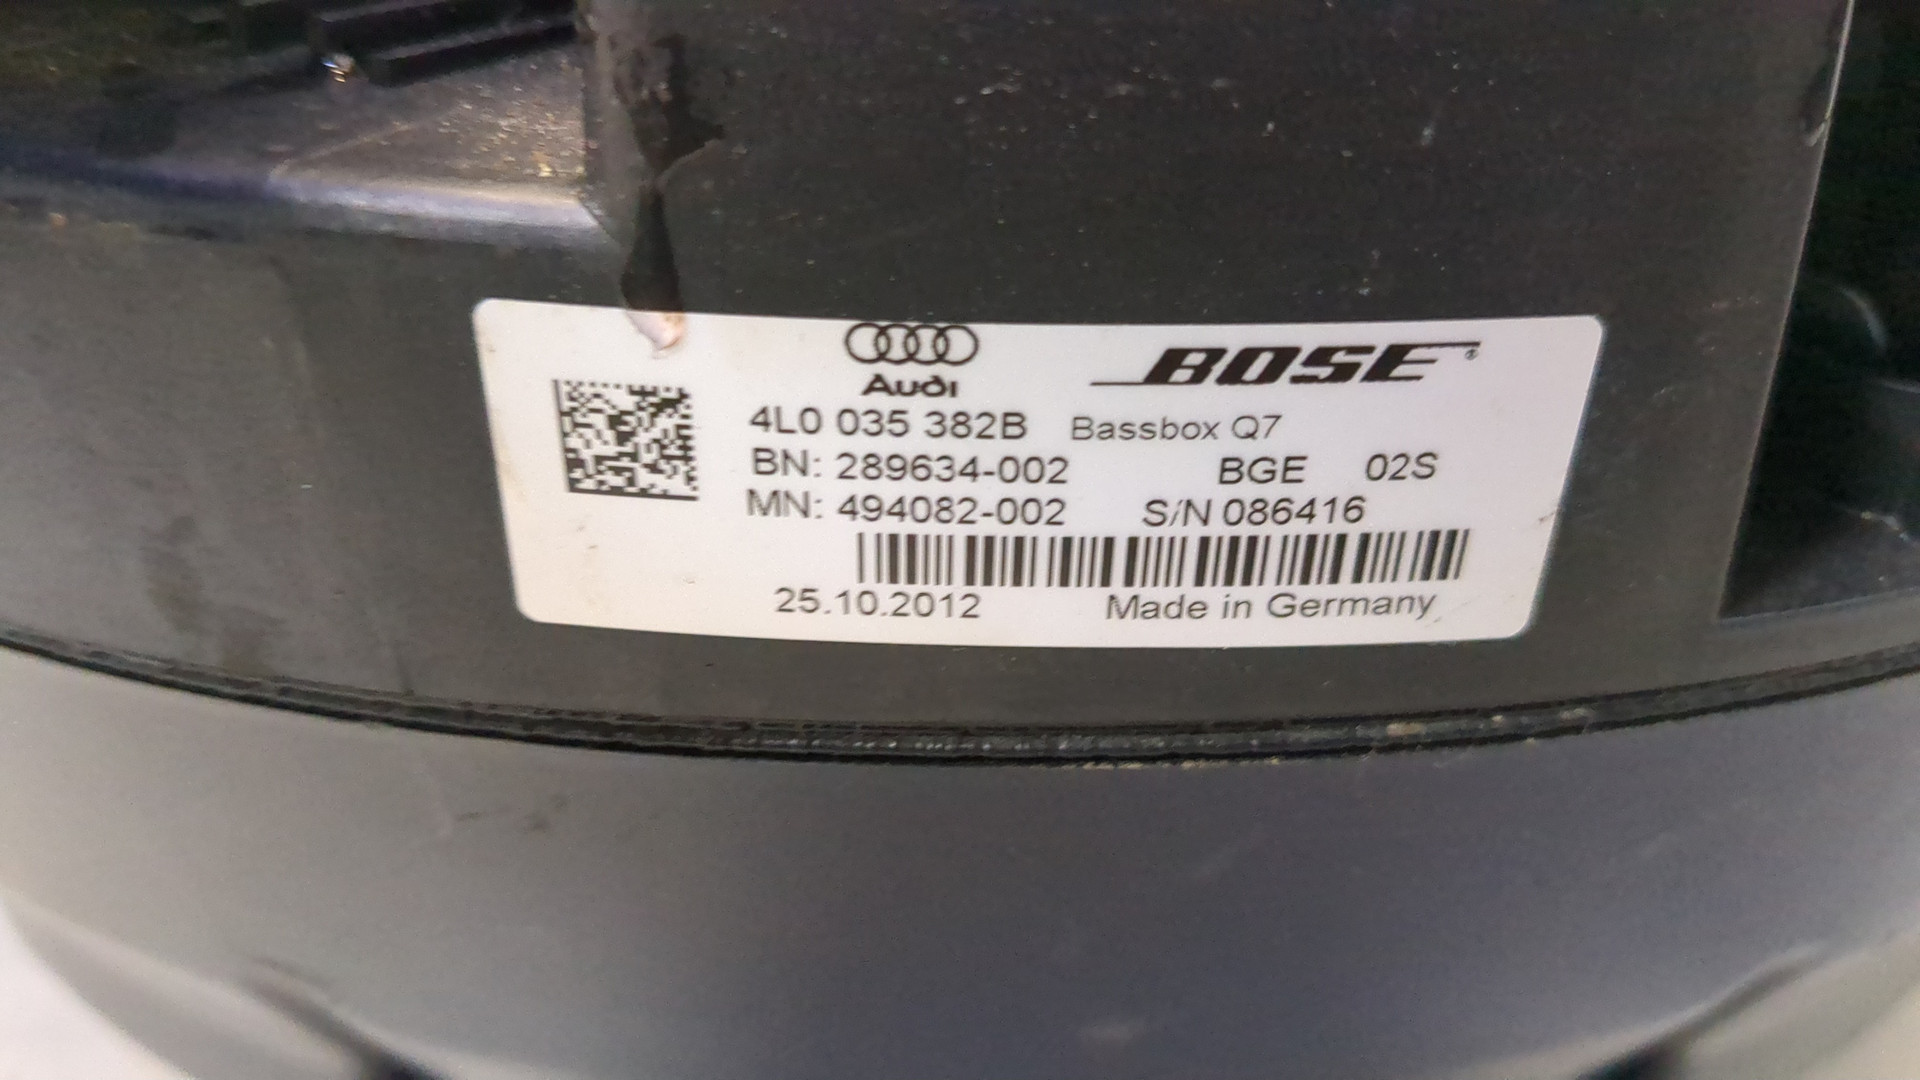 Audi BOSE®
4L0 035 382B Bassbox Q7
BN: 289634-002 BGE 02S
MN: 494082-002 S/N 086416
25.10.2012 Made in Germany